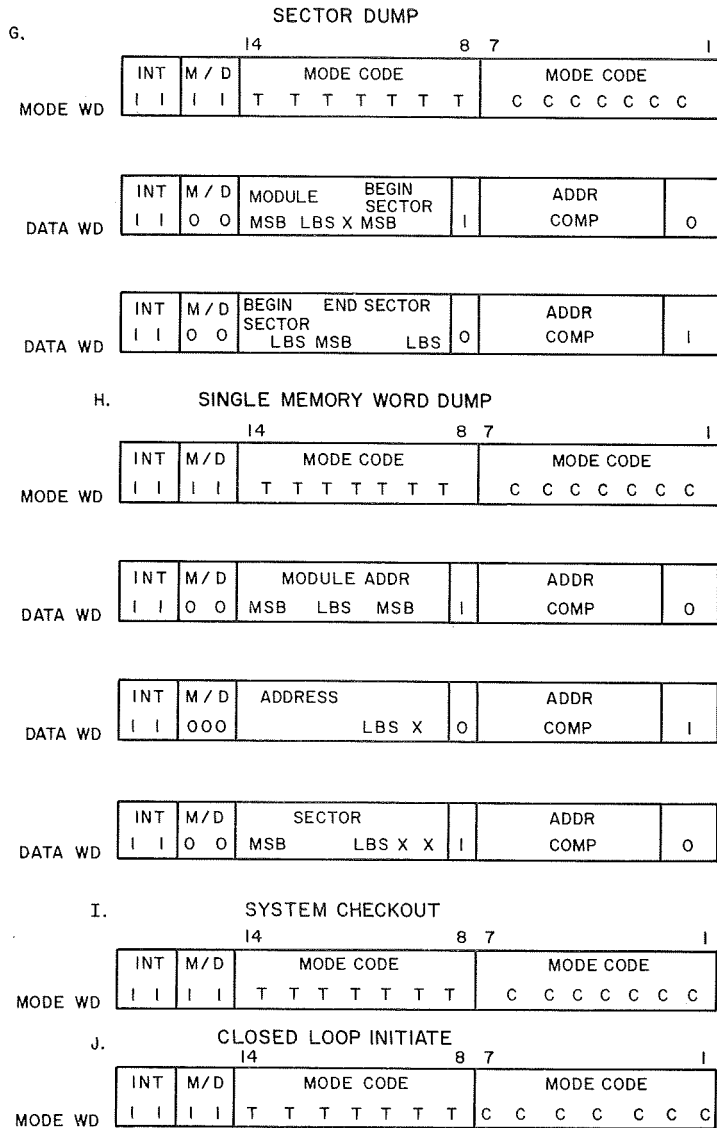 G. SECTOR DUMP
14 8 7 1
INT M / D MODE CODE MODE CODE
MODE WD 1 1 1 1 T T T T T T T C C C C C C C
INT M / D MODULE BEGIN SECTOR ADDR
DATA WD 1 1 0 0 MSB LBS X MSB 1 COMP 0
INT M / D BEGIN SECTOR END SECTOR ADDR
DATA WD 1 1 0 0 LBS MSB LBS 0 COMP 1
H. SINGLE MEMORY WORD DUMP
14 8 7 1
INT M / D MODE CODE MODE CODE
MODE WD 1 1 1 1 T T T T T T T C C C C C C C
INT M / D MODULE ADDR ADDR
DATA WD 1 1 0 0 MSB LBS MSB 1 COMP 0
INT M / D ADDRESS ADDR
DATA WD 1 1 000 LBS X 0 COMP 1
INT M / D SECTOR ADDR
DATA WD 1 1 0 0 MSB LBS X X 1 COMP 0
I. SYSTEM CHECKOUT
14 8 7 1
INT M / D MODE CODE MODE CODE
MODE WD 1 1 1 1 T T T T T T T C C C C C C C
J. CLOSED LOOP INITIATE
14 8 7 1
INT M / D MODE CODE MODE CODE
MODE WD 1 1 1 1 T T T T T T T C C C C C C C